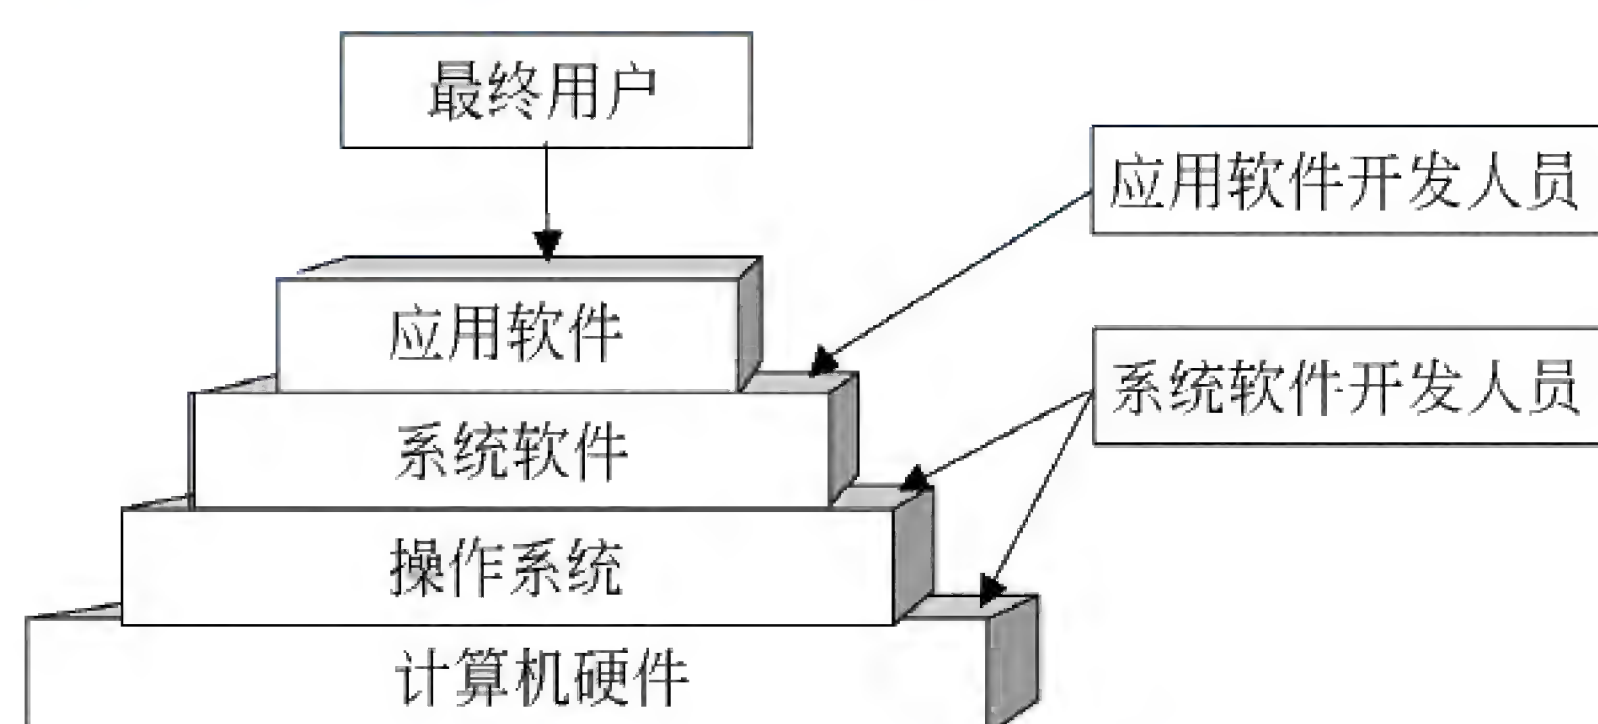 最终用户
应用软件开发人员
应用软件
系统软件开发人员
系统软件
操作系统
计算机硬件